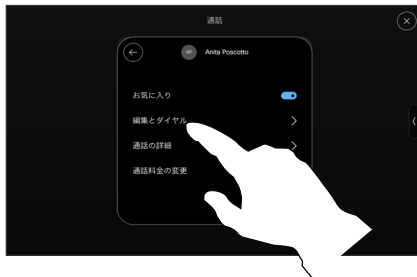 通話
AP
Anita Poscotto
お気に入り
編集とダイヤル
通話の詳細
通話料金の変更